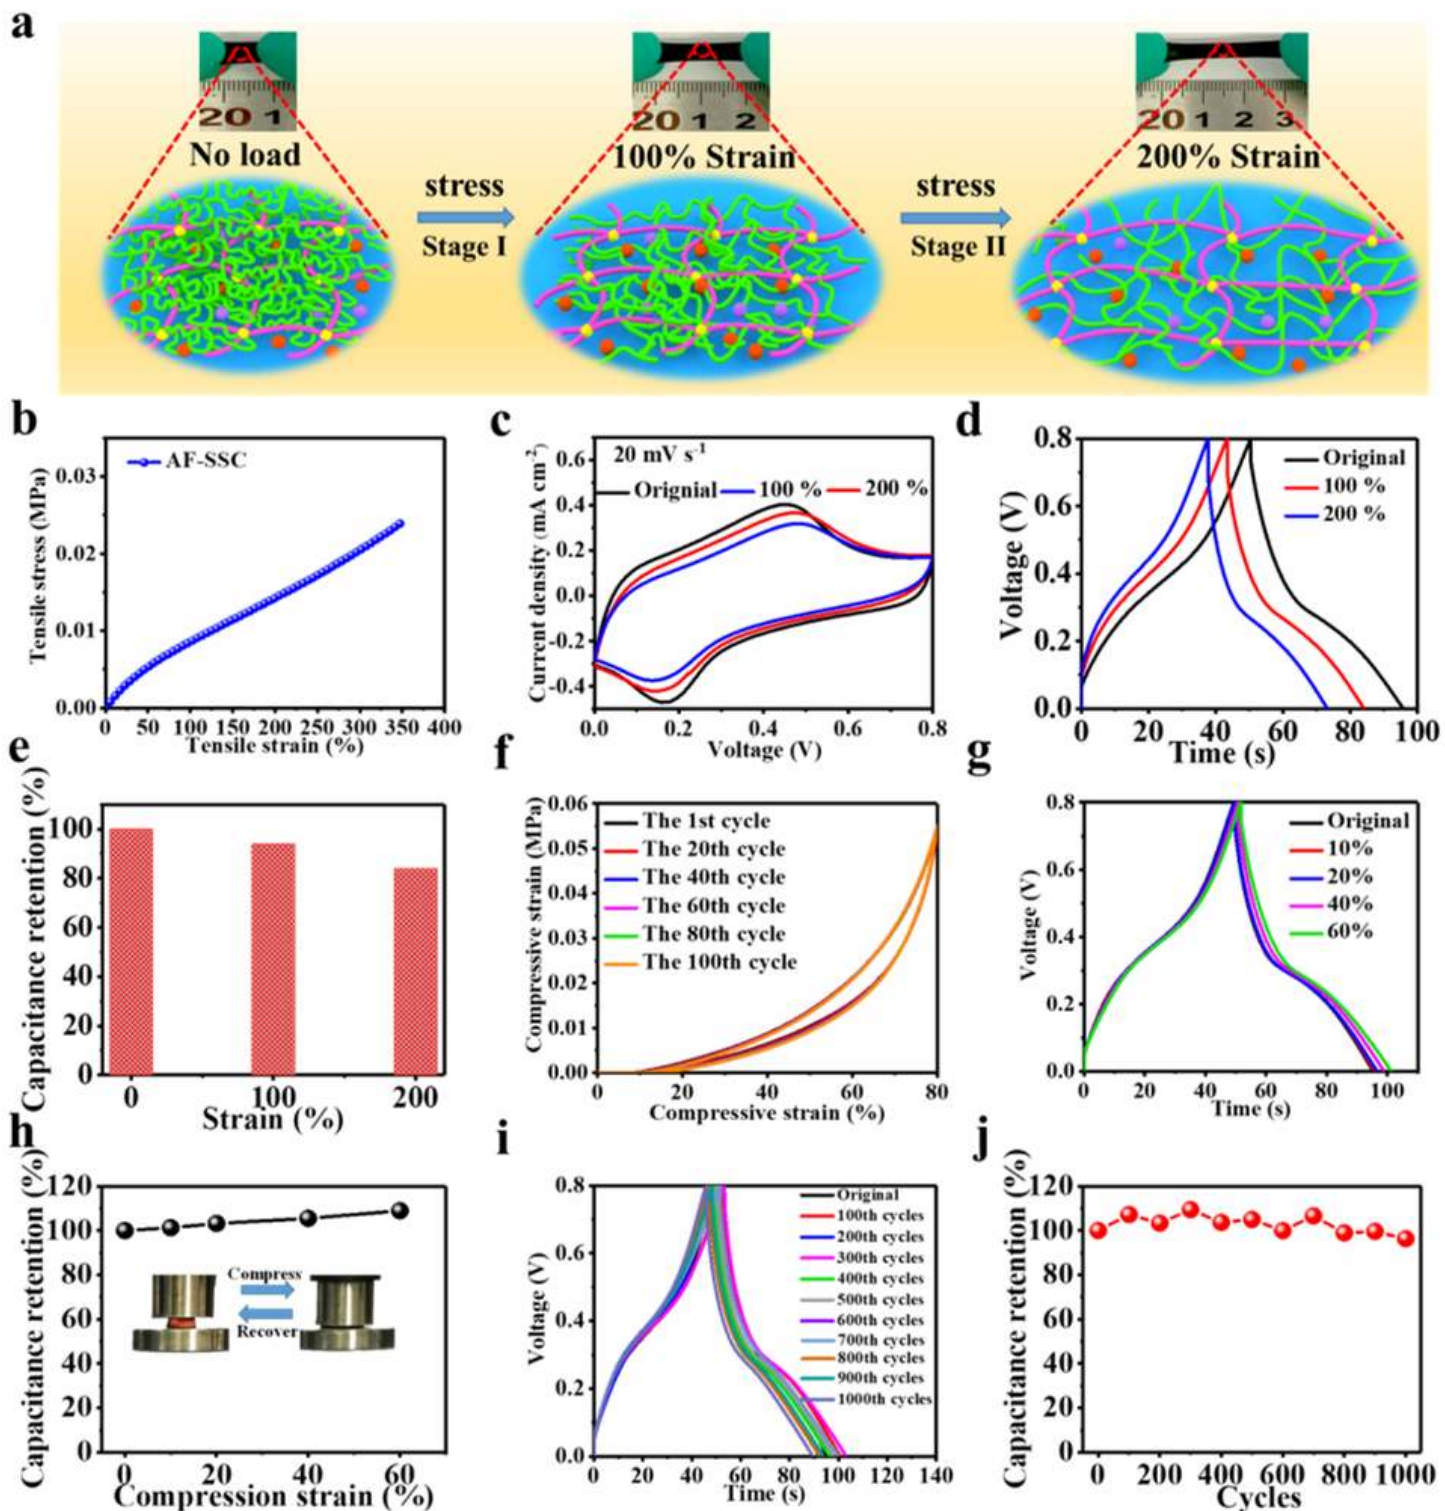 a
20 1
20 1 2
20 1 2 3
No load
100% Strain
200% Strain
stress
Stage I
stress
Stage II
b
Tensile stress (MPa)
0.03
0.02
0.01
0.00
AF-SSC
0 50 100 150 200 250 300 350 400
Tensile strain (%)
c
Current density (mA cm-2)
0.6
0.4
0.2
0.0
-0.2
-0.4
20 mV s-1
Orignial 100 % 200 %
0.0 0.2 0.4 0.6 0.8
Voltage (V)
d
Voltage (V)
0.8
0.6
0.4
0.2
0.0
Original
100 %
200 %
0 20 40 60 80 100
Time (s)
e
Capacitance retention (%)
100
80
60
40
20
0
0 100 200
Strain (%)
f
Compressive strain (MPa)
0.06
0.05
0.04
0.03
0.02
0.01
0.00
The 1st cycle
The 20th cycle
The 40th cycle
The 60th cycle
The 80th cycle
The 100th cycle
0 20 40 60 80
Compressive strain (%)
g
Voltage (V)
0.8
0.6
0.4
0.2
0.0
Original
10%
20%
40%
60%
0 20 40 60 80 100
Time (s)
h
Capacitance retention (%)
120
100
80
60
40
20
0
Compress
Recover
0 20 40 60
Compression strain (%)
i
Voltage (V)
0.8
0.6
0.4
0.2
0.0
Original
100th cycles
200th cycles
300th cycles
400th cycles
500th cycles
600th cycles
700th cycles
800th cycles
900th cycles
1000th cycles
0 20 40 60 80 100 120 140
Time (s)
j
Capacitance retention (%)
120
100
80
60
40
20
0
0 200 400 600 800 1000
Cycles